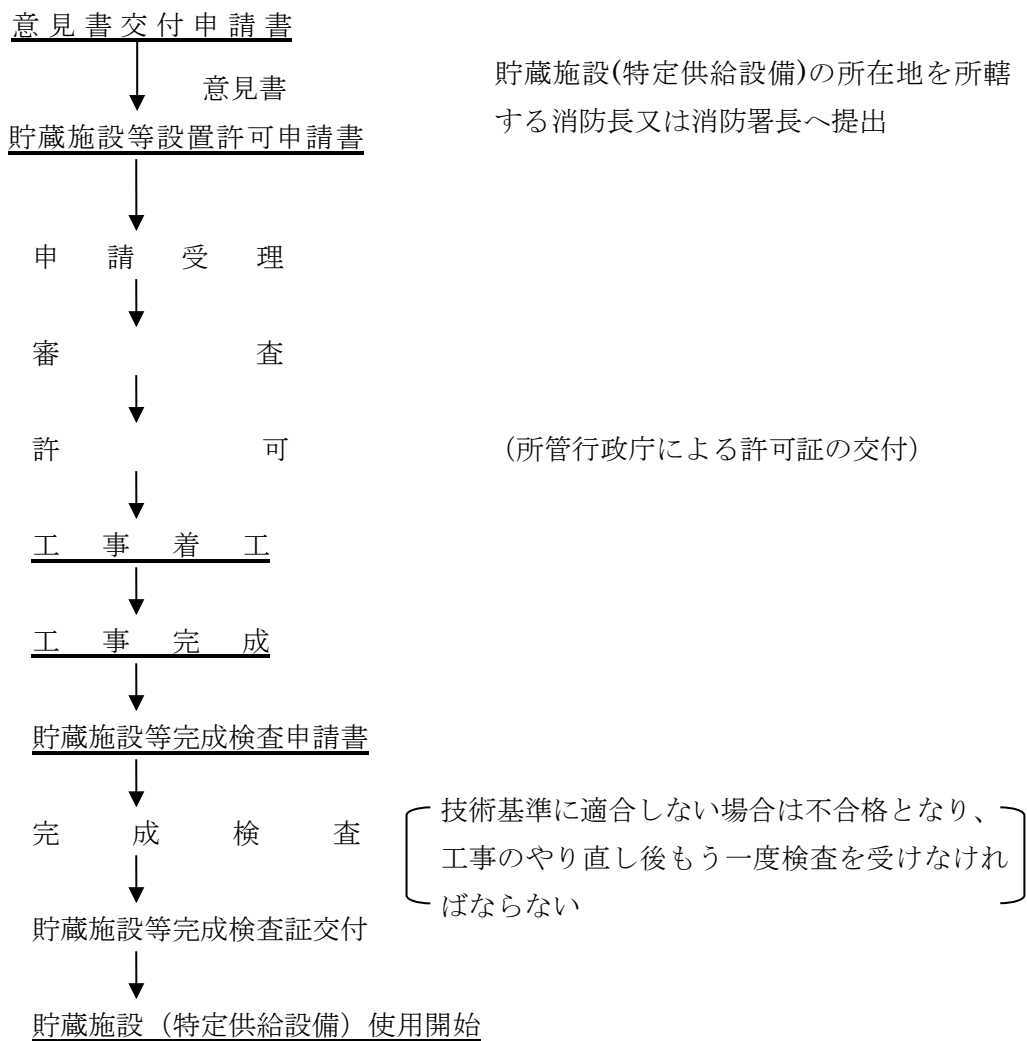 意見書交付申請書
意見書
貯蔵施設(特定供給設備)の所在地を所轄
する消防長又は消防署長へ提出
貯蔵施設等設置許可申請書
申請受理
審査
許可
（所管行政庁による許可証の交付）
工事着工
工事完成
貯蔵施設等完成検査申請書
完成検査
技術基準に適合しない場合は不合格となり、
工事のやり直し後もう一度検査を受けなけれ
ばならない
貯蔵施設等完成検査証交付
貯蔵施設（特定供給設備）使用開始